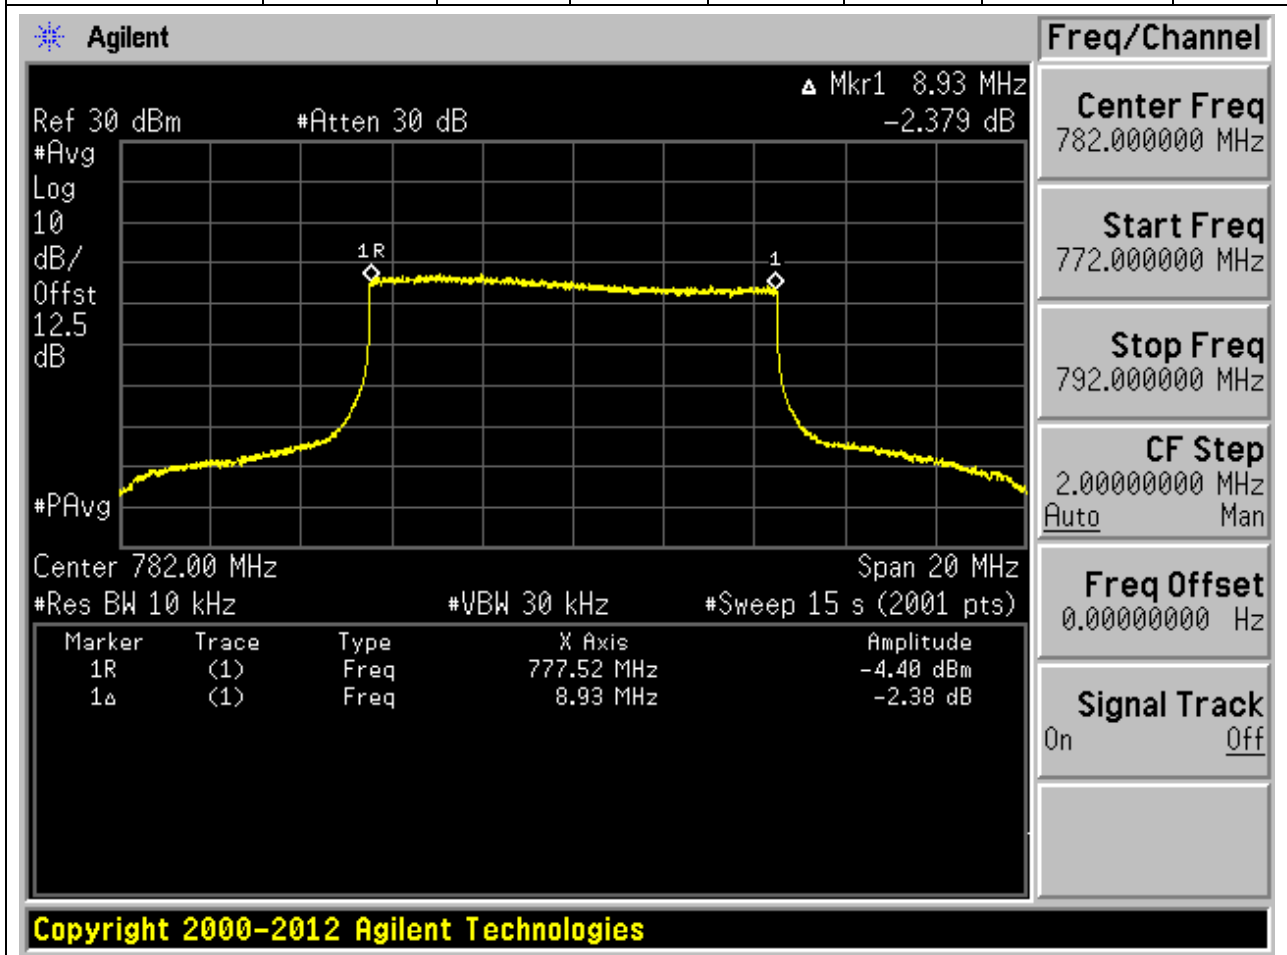 Agilent
Freq/Channel
Δ Mkr1 8.93 MHz
Ref 30 dBm #Atten 30 dB -2.379 dB
#Avg
Log
10
dB/
Offst
12.5
dB
1R
1
#PAvg
Center 782.00 MHz Span 20 MHz
#Res BW 10 kHz #VBW 30 kHz #Sweep 15 s (2001 pts)
Marker Trace Type X Axis Amplitude
1R (1) Freq 777.52 MHz -4.40 dBm
1Δ (1) Freq 8.93 MHz -2.38 dB
Center Freq
782.000000 MHz
Start Freq
772.000000 MHz
Stop Freq
792.000000 MHz
CF Step
2.00000000 MHz
Auto Man
Freq Offset
0.00000000 Hz
Signal Track
On Off
Copyright 2000-2012 Agilent Technologies